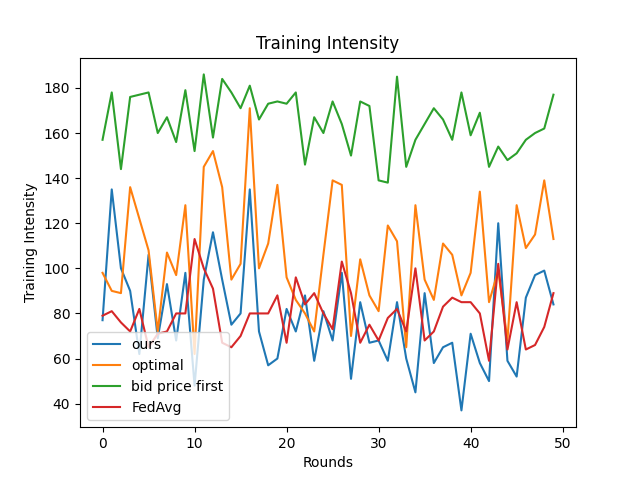 Training Intensity
Training Intensity
180
160
140
120
100
80
60
40
ours
optimal
bid price first
FedAvg
0
10
20
30
40
50
Rounds